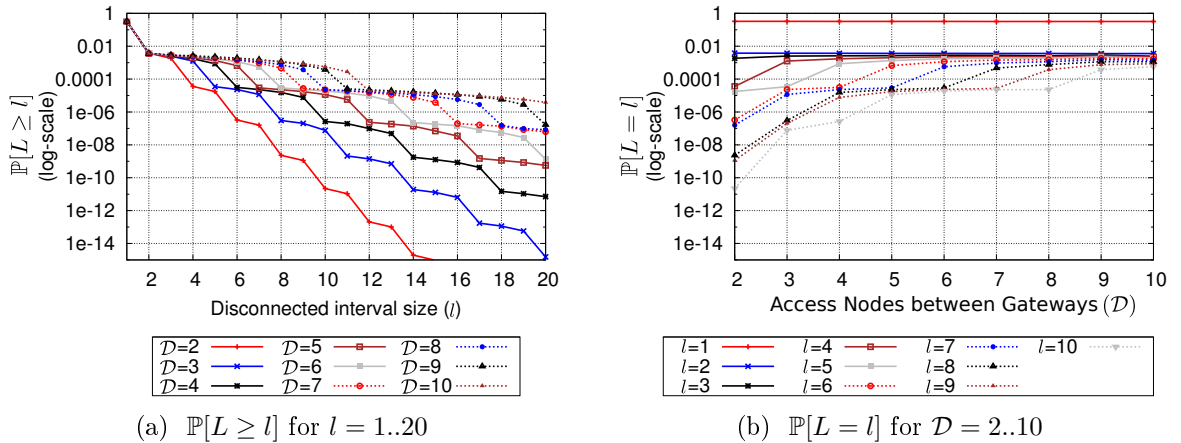 1
0.01
0.0001
1e-06
1e-08
1e-10
1e-12
1e-14
ℙ[L ≥ l]
(log-scale)
2 4 6 8 10 12 14 16 18 20
Disconnected interval size (l)
𝒟=2 𝒟=5 𝒟=8
𝒟=3 𝒟=6 𝒟=9
𝒟=4 𝒟=7 𝒟=10
(a) ℙ[L ≥ l] for l = 1..20
1
0.01
0.0001
1e-06
1e-08
1e-10
1e-12
1e-14
ℙ[L = l]
(log-scale)
2 3 4 5 6 7 8 9 10
Access Nodes between Gateways (𝒟)
l=1 l=4 l=7 l=10
l=2 l=5 l=8
l=3 l=6 l=9
(b) ℙ[L = l] for 𝒟 = 2..10